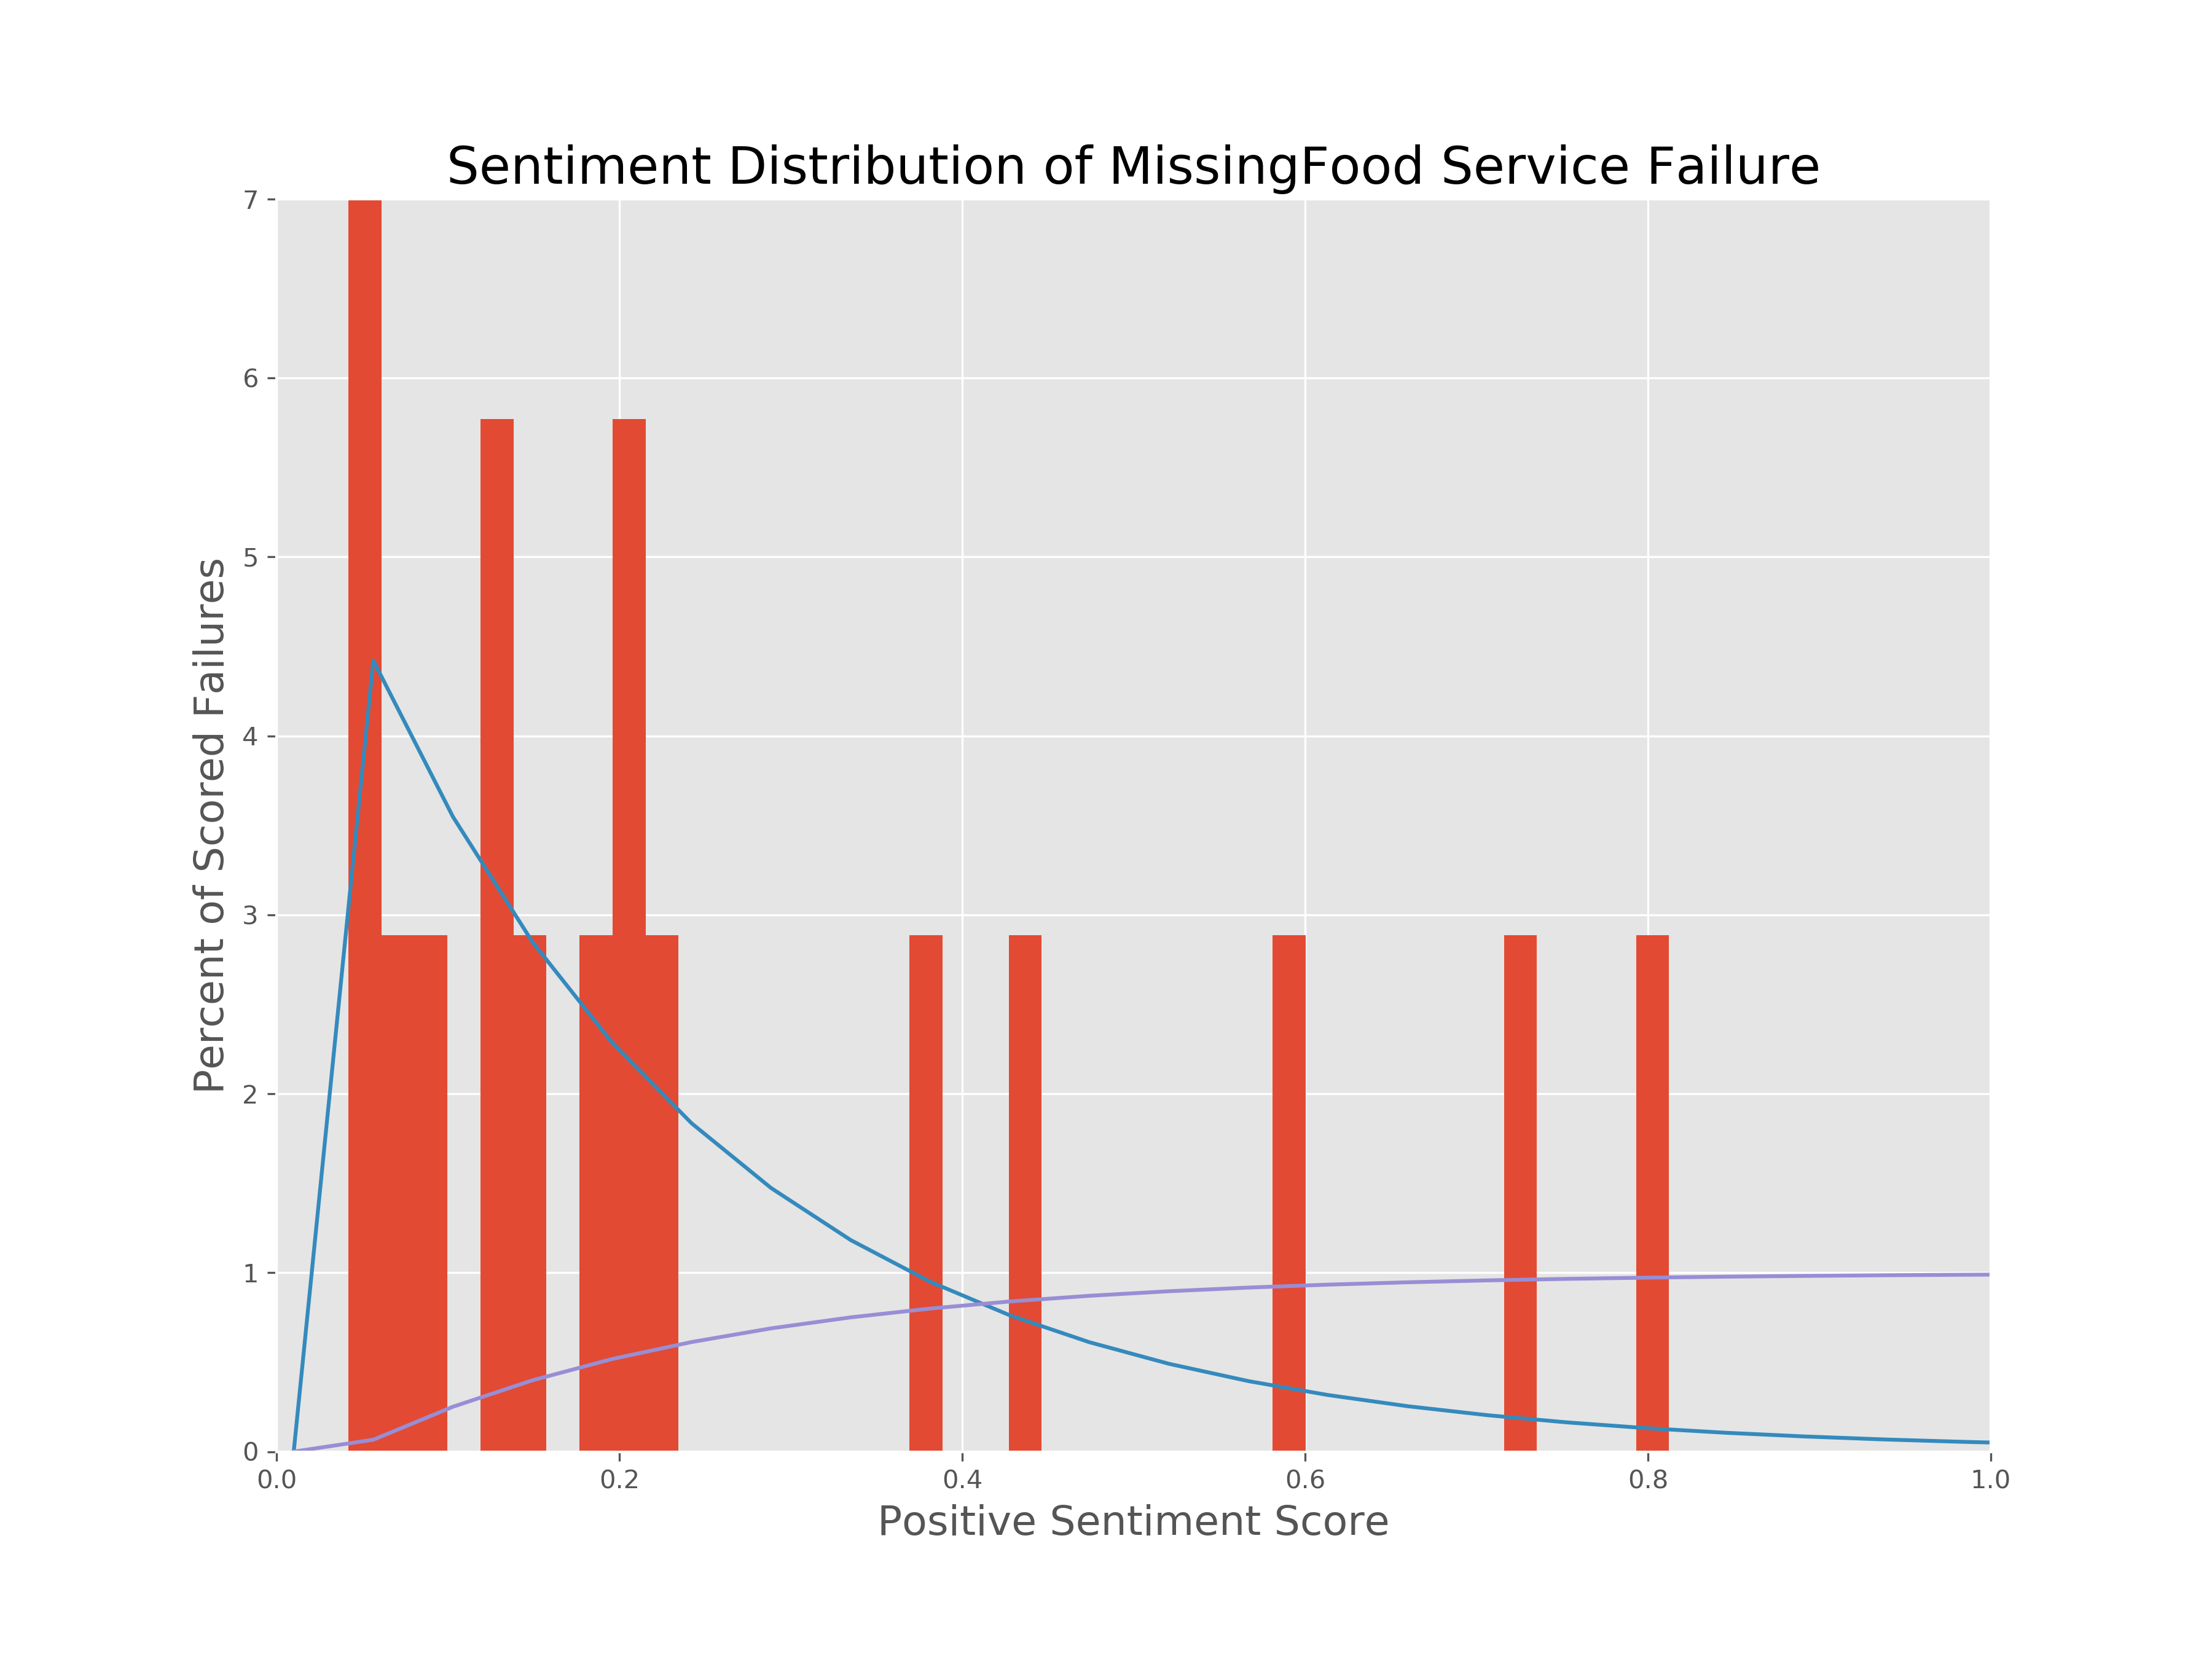 Sentiment Distribution of MissingFood Service Failure
7
6
5
4
3
2
1
0
Percent of Scored Failures
0.0 0.2 0.4 0.6 0.8 1.0
Positive Sentiment Score